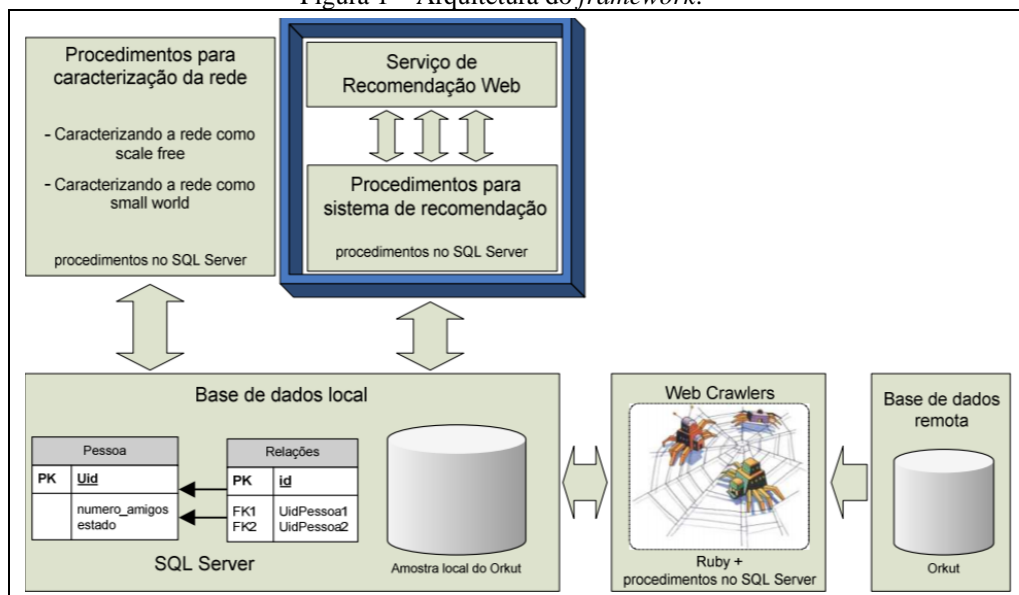 Figura 1 – Arquitetura do framework.
Procedimentos para
caracterização da rede
- Caracterizando a rede como
scale free
- Caracterizando a rede como
small world
procedimentos no SQL Server
Serviço de
Recomendação Web
Procedimentos para
sistema de recomendação
procedimentos no SQL Server
Base de dados local
Pessoa
PK Uid
numero_amigos
estado
Relações
PK id
FK1 UidPessoa1
FK2 UidPessoa2
SQL Server
Amostra local do Orkut
Web Crawlers
Ruby +
procedimentos no SQL Server
Base de dados
remota
Orkut